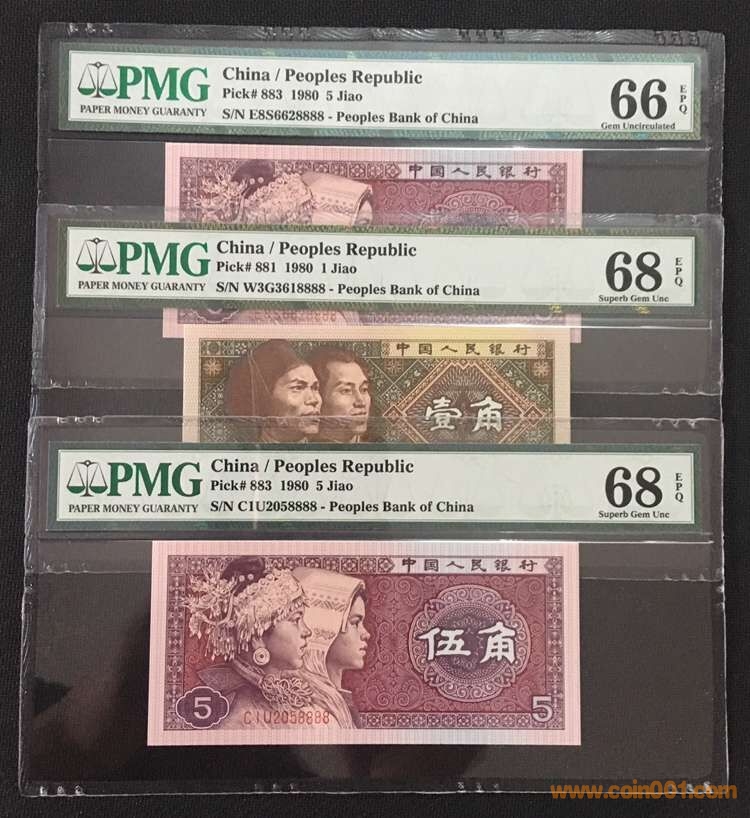 PMG
PAPER MONEY GUARANTY
China / Peoples Republic
Pick# 883 1980 5 Jiao
S/N E8S6628888 - Peoples Bank of China
66
EPQ
Gem Uncirculated
中国人民银行
PMG
PAPER MONEY GUARANTY
China / Peoples Republic
Pick# 881 1980 1 Jiao
S/N W3G3618888 - Peoples Bank of China
68
EPQ
Superb Gem Unc
中国人民银行
壹角
PMG
PAPER MONEY GUARANTY
China / Peoples Republic
Pick# 883 1980 5 Jiao
S/N C1U2058888 - Peoples Bank of China
68
EPQ
Superb Gem Unc
中国人民银行
伍角
5
C1U2058888
5
www.coin001.com